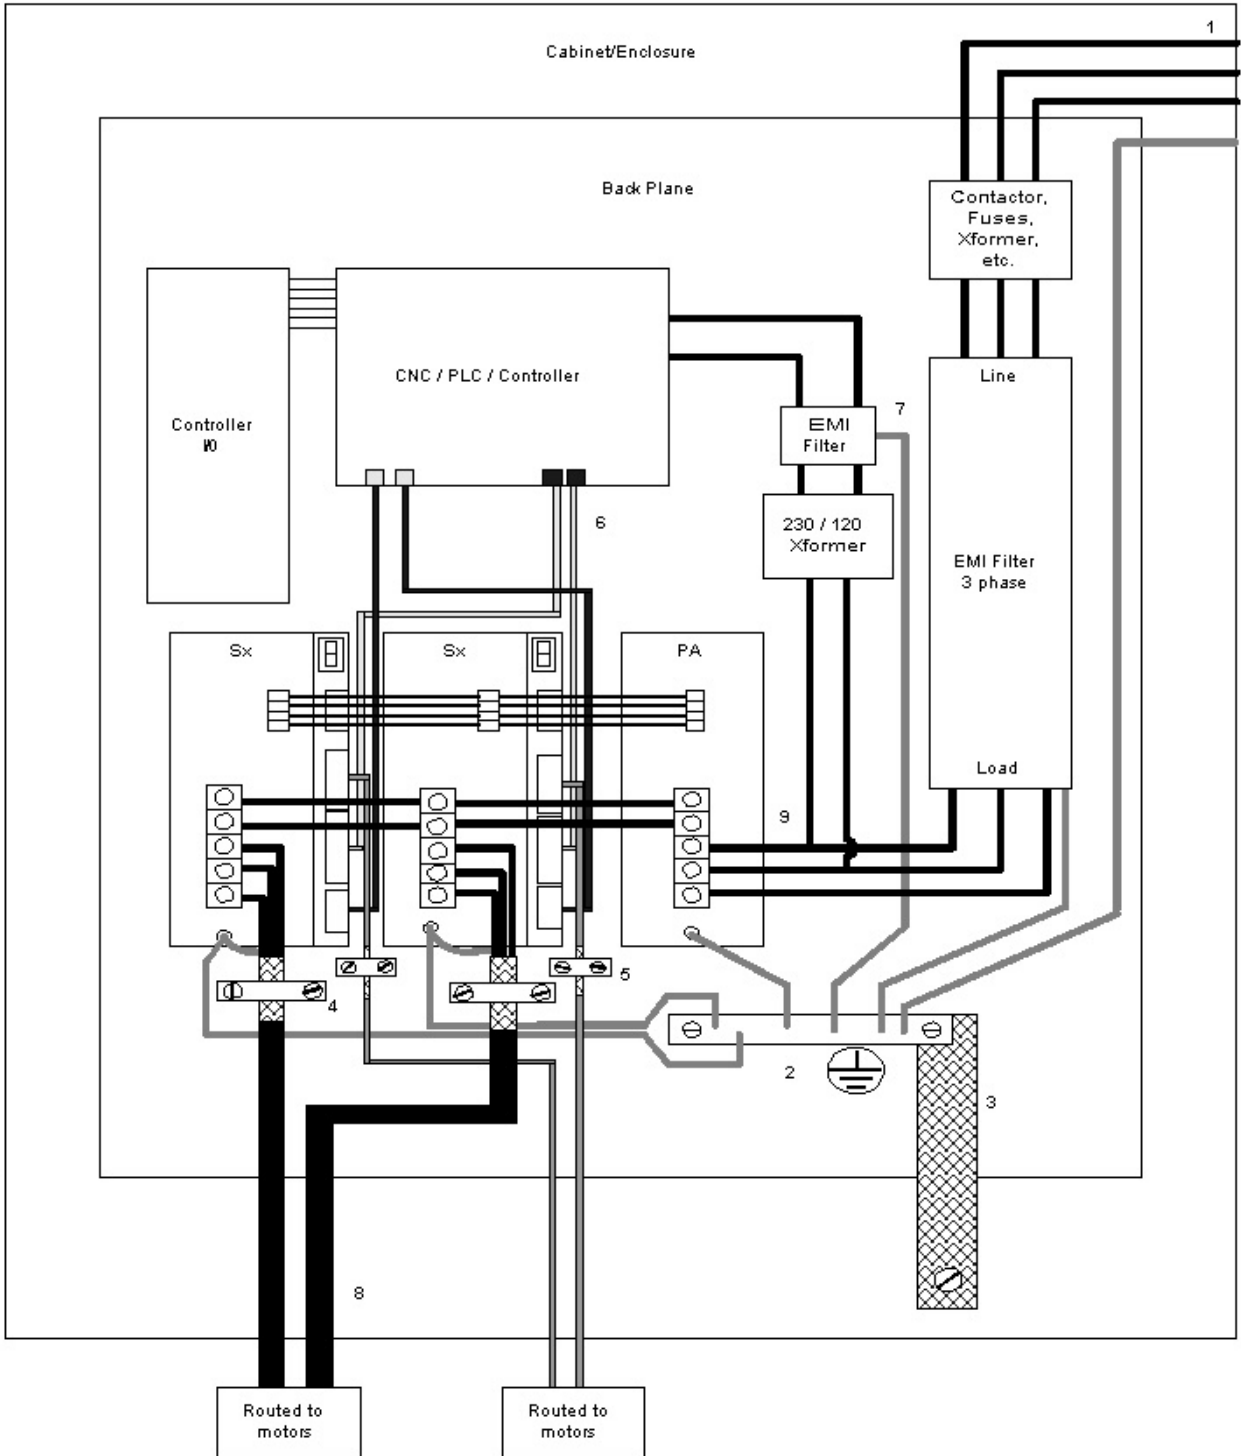 1
Cabinet/Enclosure
Back Plane
Contactor,
Fuses,
Xformer,
etc.
Line
CNC / PLC / Controller
Controller
I/O
7
EMI
Filter
6
230 / 120
Xformer
EMI Filter
3 phase
Sx
Sx
PA
Load
9
5
4
2
3
8
Routed to
motors
Routed to
motors